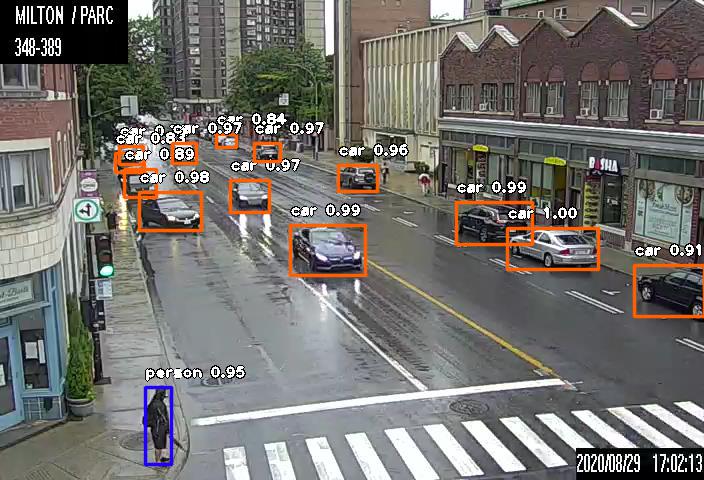 MILTON / PARC
348-389
car 0.84
car 0.97
car 0.97
car 0.89
car 0.96
car 0.97
car 0.98
car 0.99
car 1.00
car 0.99
car 0.91
person 0.95
BASHA
2020/08/29 17:02:13